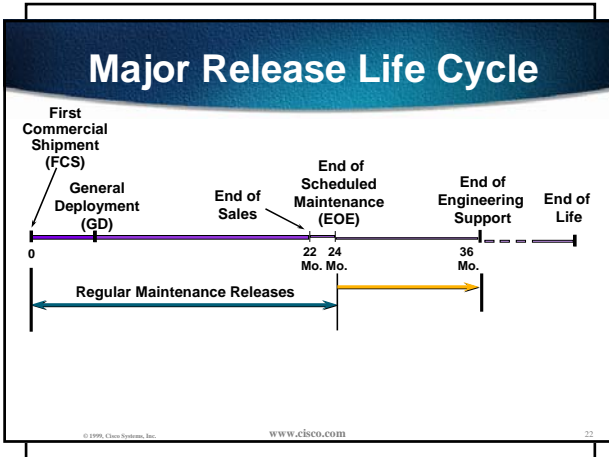 Major Release Life Cycle
First
Commercial
Shipment
(FCS)
General
Deployment
(GD)
End of
Sales
End of
Scheduled
Maintenance
(EOE)
End of
Engineering
Support
End of
Life
0
22
Mo.
24
Mo.
36
Mo.
Regular Maintenance Releases
© 1999, Cisco Systems, Inc.
www.cisco.com
22